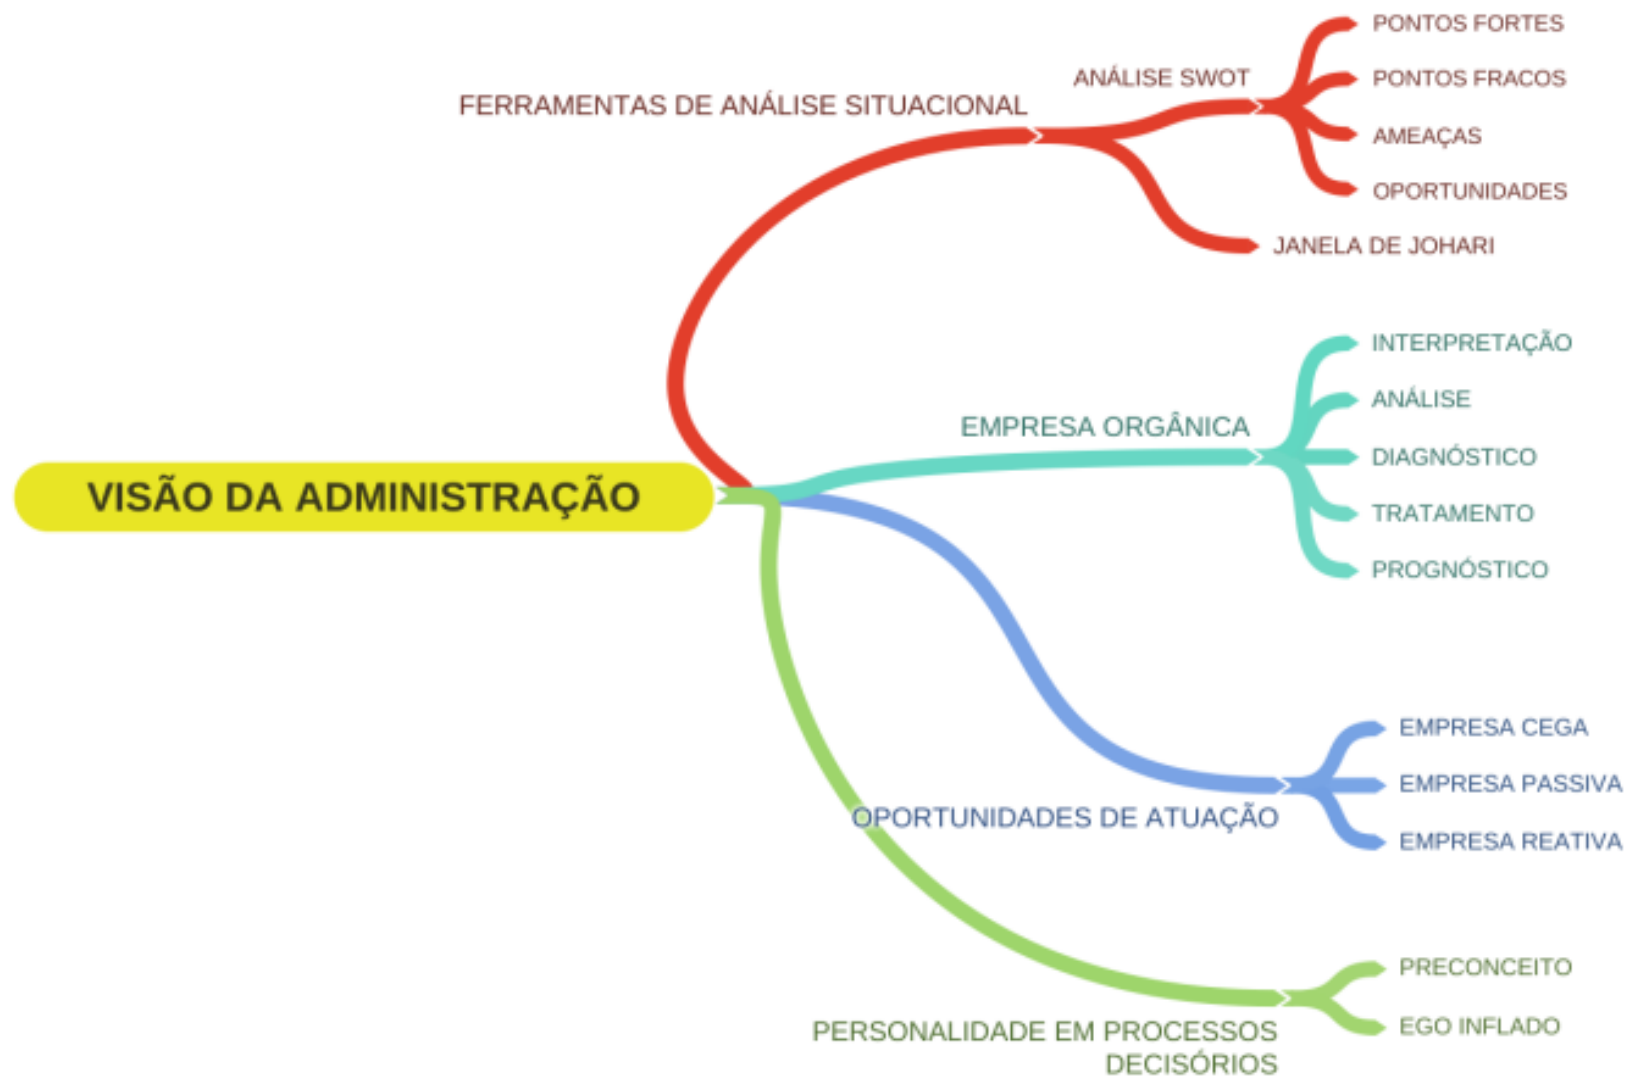 VISÃO DA ADMINISTRAÇÃO
FERRAMENTAS DE ANÁLISE SITUACIONAL
ANÁLISE SWOT
PONTOS FORTES
PONTOS FRACOS
AMEAÇAS
OPORTUNIDADES
JANELA DE JOHARI
EMPRESA ORGÂNICA
INTERPRETAÇÃO
ANÁLISE
DIAGNÓSTICO
TRATAMENTO
PROGNÓSTICO
OPORTUNIDADES DE ATUAÇÃO
EMPRESA CEGA
EMPRESA PASSIVA
EMPRESA REATIVA
PERSONALIDADE EM PROCESSOS
DECISÓRIOS
PRECONCEITO
EGO INFLADO